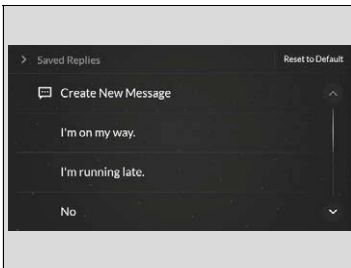 Saved Replies
Reset to Default
Create New Message
I'm on my way.
I'm running late.
No